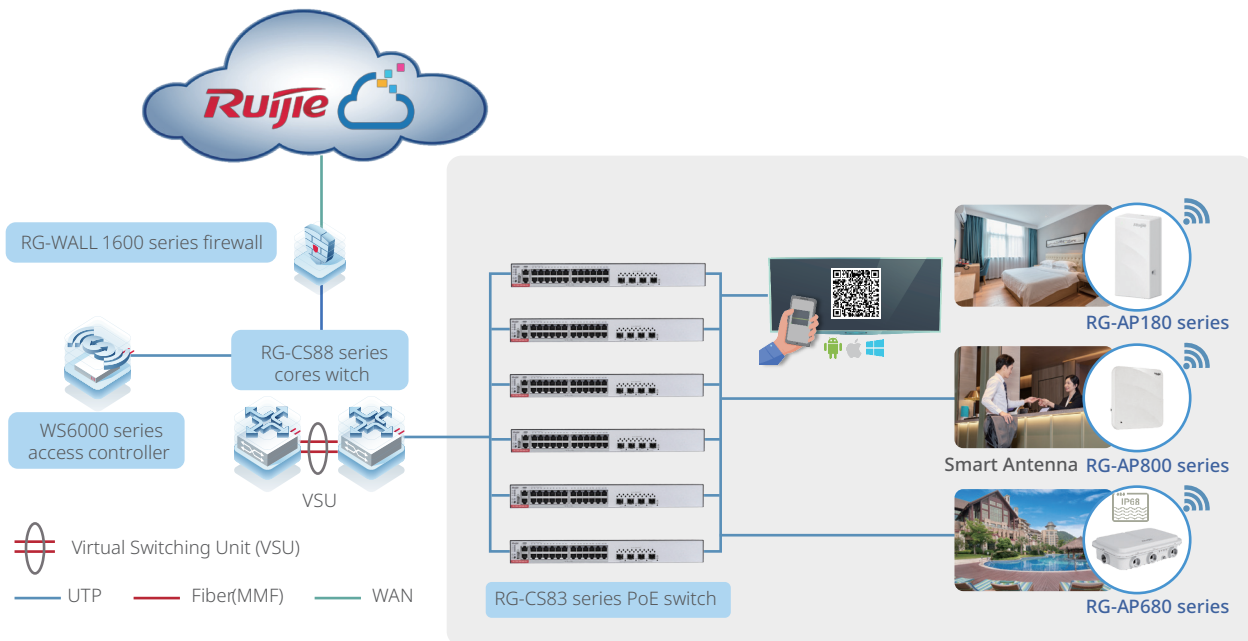 Ruijie
RG-WALL 1600 series firewall
RG-CS88 series
cores witch
WS6000 series
access controller
VSU
Virtual Switching Unit (VSU)
UTP
Fiber(MMF)
WAN
RG-CS83 series PoE switch
RG-AP180 series
Smart Antenna
RG-AP800 series
IP68
RG-AP680 series